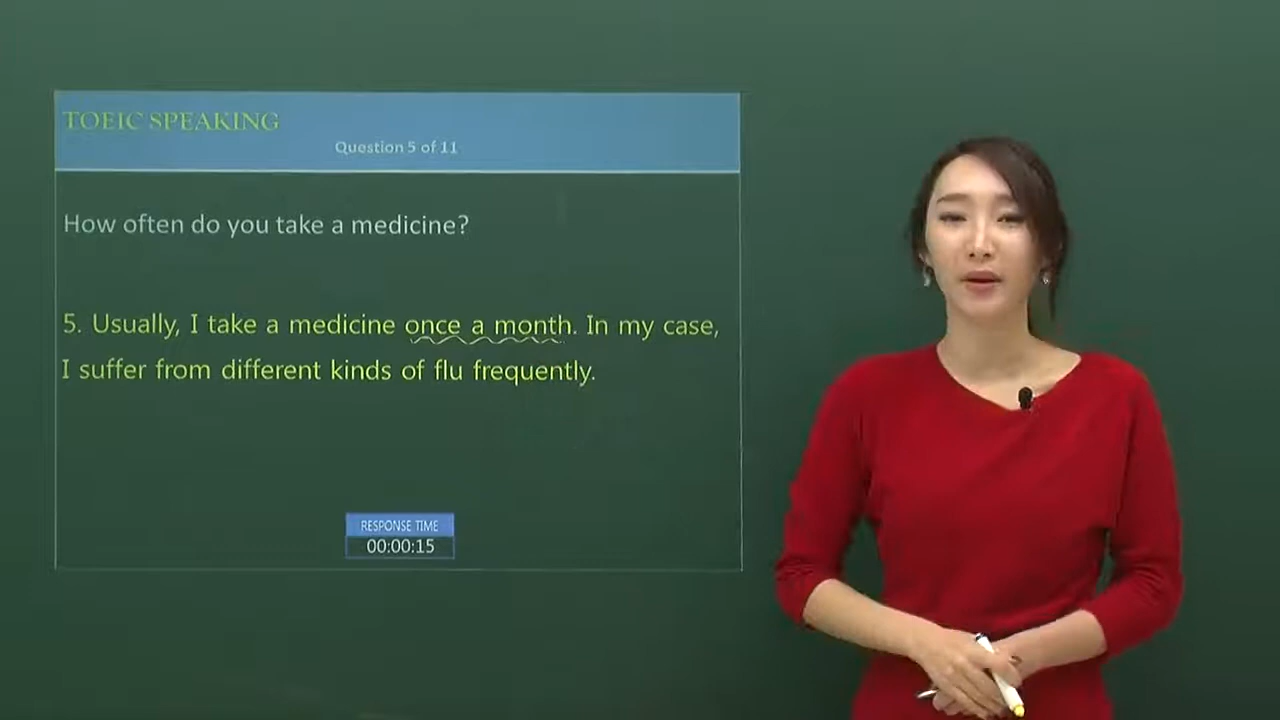 TOEIC SPEAKING
Question 5 of 11
How often do you take a medicine?
5. Usually, I take a medicine once a month. In my case,
I suffer from different kinds of flu frequently.
RESPONSE TIME
00:00:15